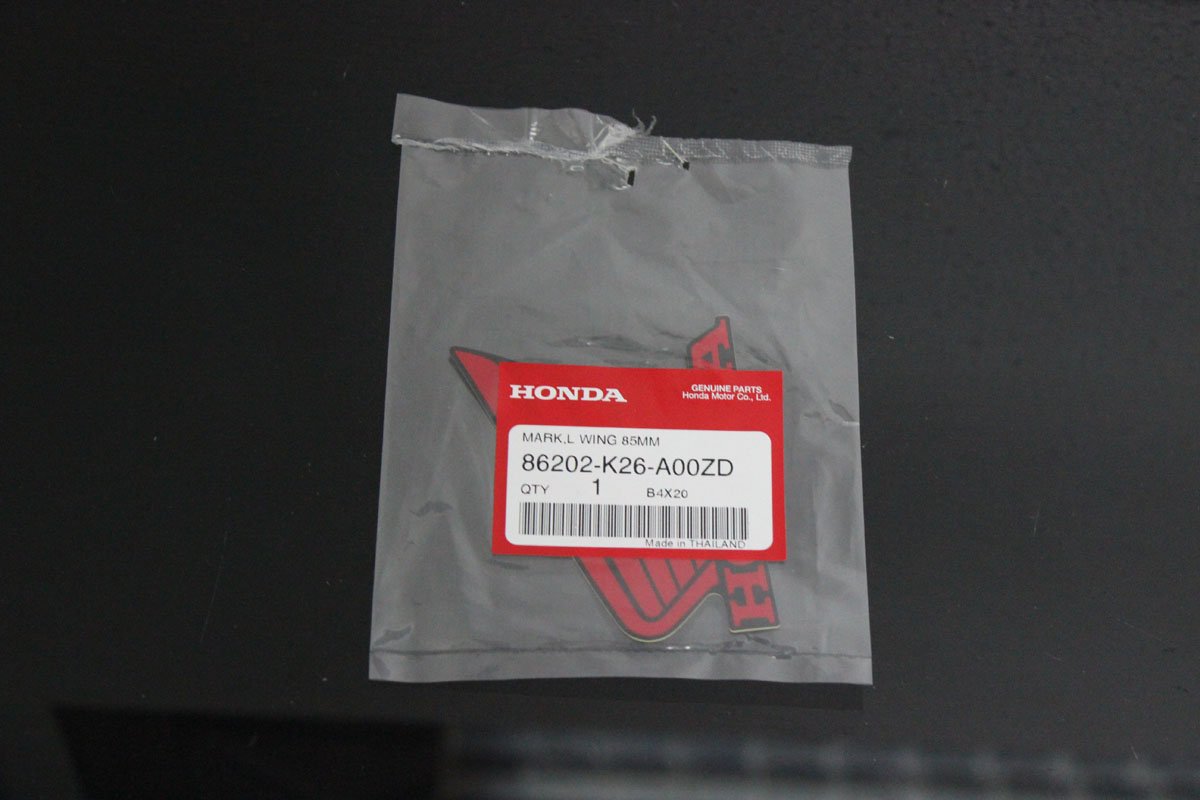 HONDA
GENUINE PARTS
Honda Motor Co., Ltd.
MARK,L WING 85MM
86202-K26-A00ZD
QTY 1 B4X20
Made in THAILAND
H
A